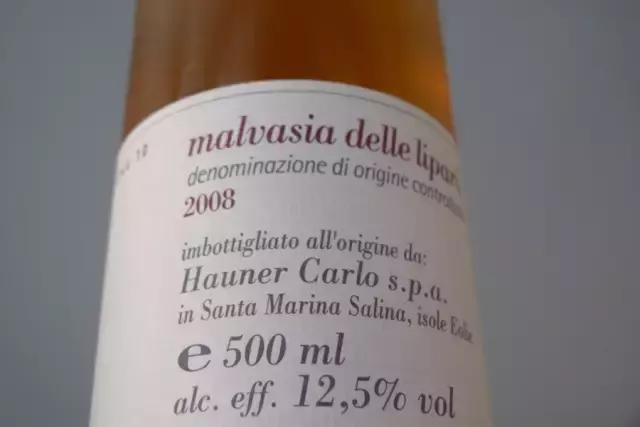 malvasia delle lipari
denominazione di origine controllata
2008
imbottigliato all'origine da:
Hauner Carlo s.p.a.
in Santa Marina Salina, isole Eolie
e 500 ml
alc. eff. 12,5% vol